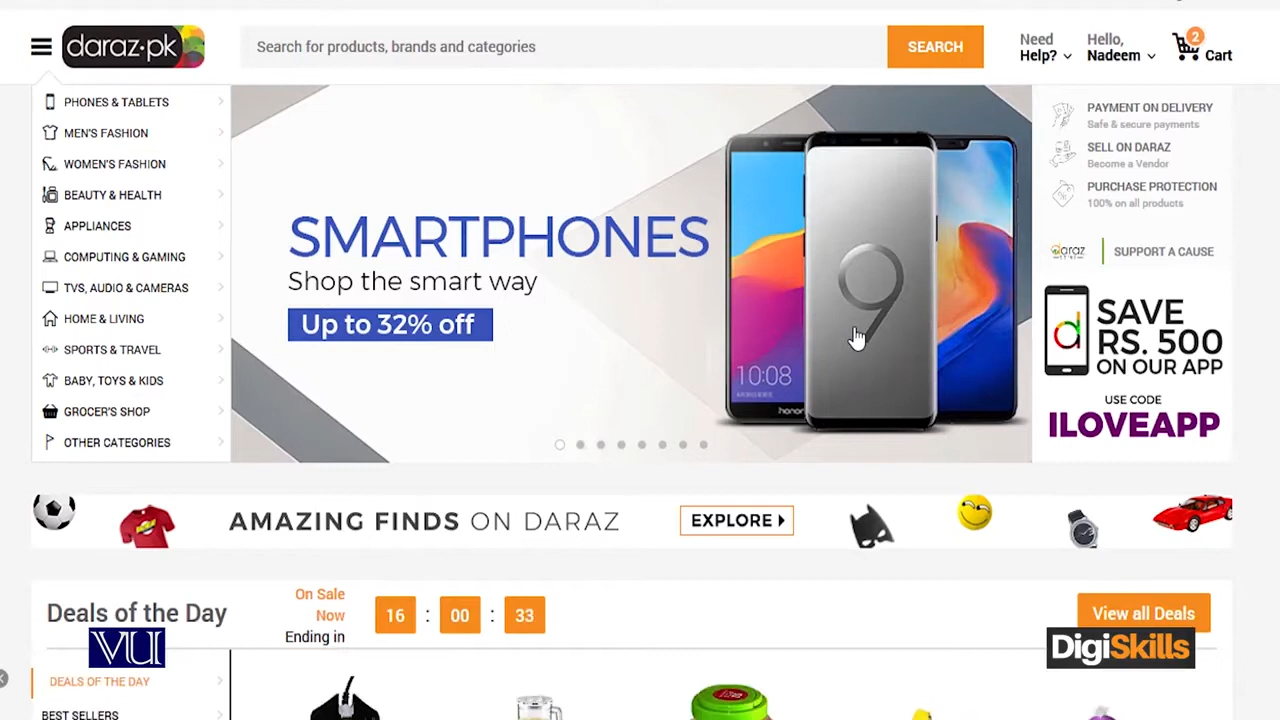 daraz.pk
Search for products, brands and categories
SEARCH
Need
Help?
Hello,
Nadeem
2
Cart
PHONES & TABLETS
MEN'S FASHION
WOMEN'S FASHION
BEAUTY & HEALTH
APPLIANCES
COMPUTING & GAMING
TVS, AUDIO & CAMERAS
HOME & LIVING
SPORTS & TRAVEL
BABY, TOYS & KIDS
GROCER'S SHOP
OTHER CATEGORIES
SMARTPHONES
Shop the smart way
Up to 32% off
10:08
honor
9
PAYMENT ON DELIVERY
Safe & secure payments
SELL ON DARAZ
Become a Vendor
PURCHASE PROTECTION
100% on all products
daraz
SUPPORT A CAUSE
d
SAVE
RS. 500
ON OUR APP
USE CODE
ILOVEAPP
AMAZING FINDS ON DARAZ
EXPLORE
Deals of the Day
On Sale
Now
Ending in
16 : 00 : 33
View all Deals
VU
DigiSkills
DEALS OF THE DAY
BEST SELLERS